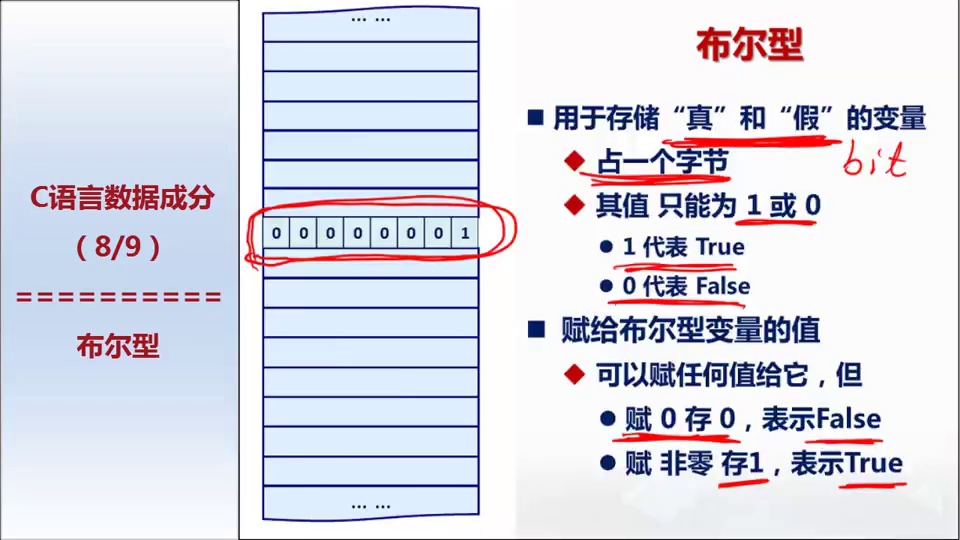 C语言数据成分
（8/9）
==========
布尔型
... ...
0 0 0 0 0 0 0 1
... ...
布尔型
■ 用于存储“真”和“假”的变量
bit
◆ 占一个字节
◆ 其值 只能为 1 或 0
● 1 代表 True
● 0 代表 False
■ 赋给布尔型变量的值
◆ 可以赋任何值给它，但
● 赋 0 存 0，表示False
● 赋 非零 存1，表示True